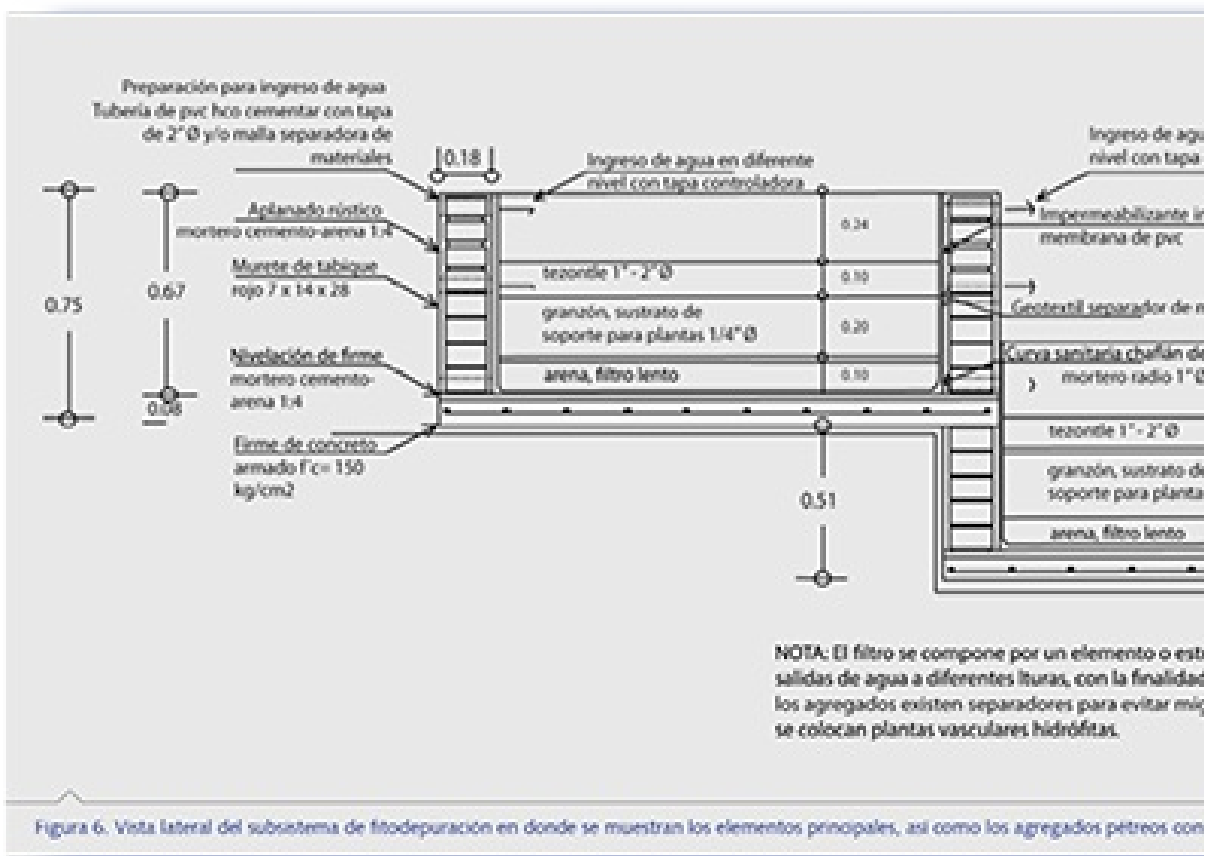 Preparación para ingreso de agua
Tubería de pvc hco cementar con tapa
de 2" Ø y/o malla separadora de
materiales
0.18
Ingreso de agua en diferente
nivel con tapa controladora
Ingreso de agu
nivel con tapa
Aplanado rústico
mortero cemento-arena 1:4
0.24
Impermeabilizante in
membrana de pvc
Murete de tabique
rojo 7 x 14 x 28
0.75
0.67
tezontle 1" - 2" Ø
0.10
granzón, sustrato de
soporte para plantas 1/4" Ø
0.20
Geotextil separador de m
Nivelación de firme
mortero cemento-
arena 1:4
arena, filtro lento
0.10
Curva sanitaria chaflán de
mortero radio 1" Ø
0.08
Firme de concreto
armado f'c= 150
kg/cm2
0.51
tezontle 1" - 2" Ø
granzón, sustrato de
soporte para planta
arena, filtro lento
NOTA: El filtro se compone por un elemento o est
salidas de agua a diferentes lturas, con la finalidad
los agregados existen separadores para evitar mig
se colocan plantas vasculares hidrófitas.
Figura 6. Vista lateral del subsistema de fitodepuración en donde se muestran los elementos principales, así como los agregados pétreos con